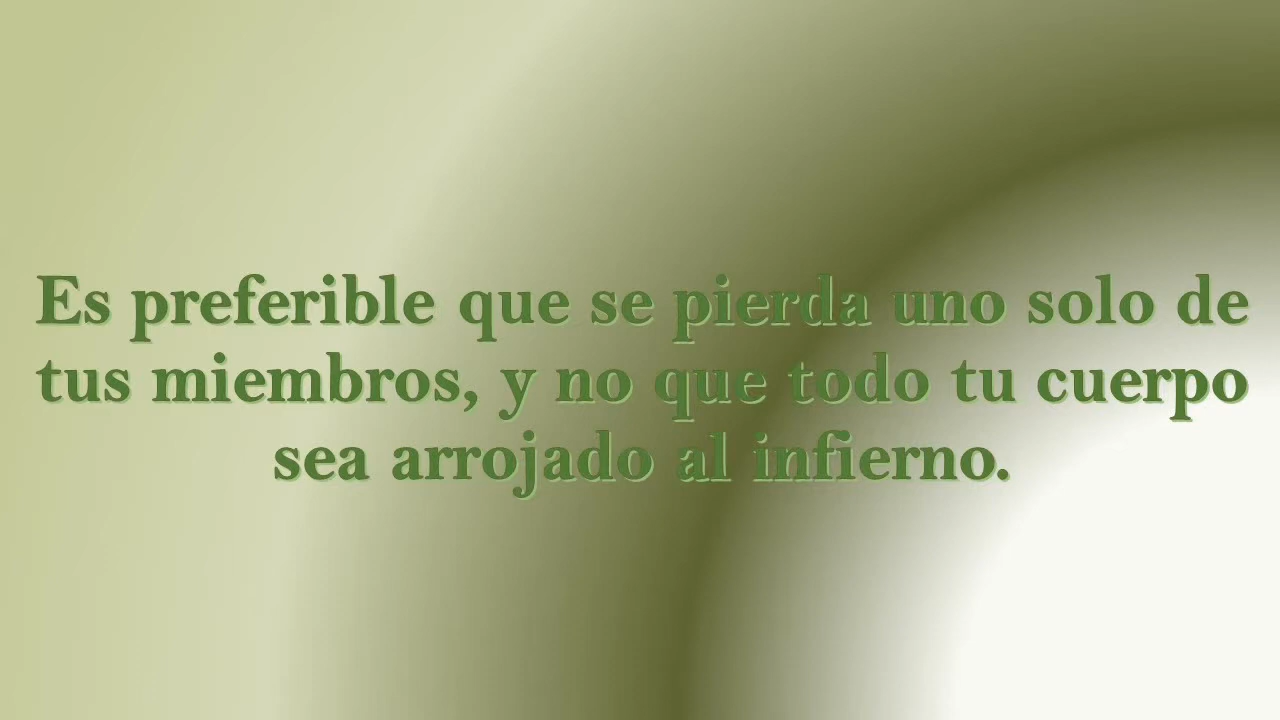 Es preferible que se pierda uno solo de
tus miembros, y no que todo tu cuerpo
sea arrojado al infierno.